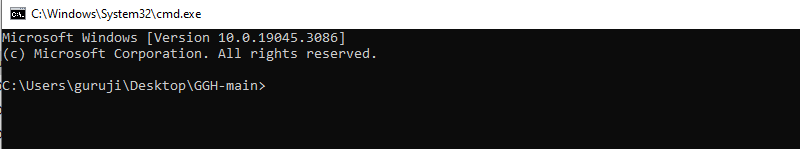 C:\Windows\System32\cmd.exe
Microsoft Windows [Version 10.0.19045.3086]
(c) Microsoft Corporation. All rights reserved.
C:\Users\guruji\Desktop\GGH-main>